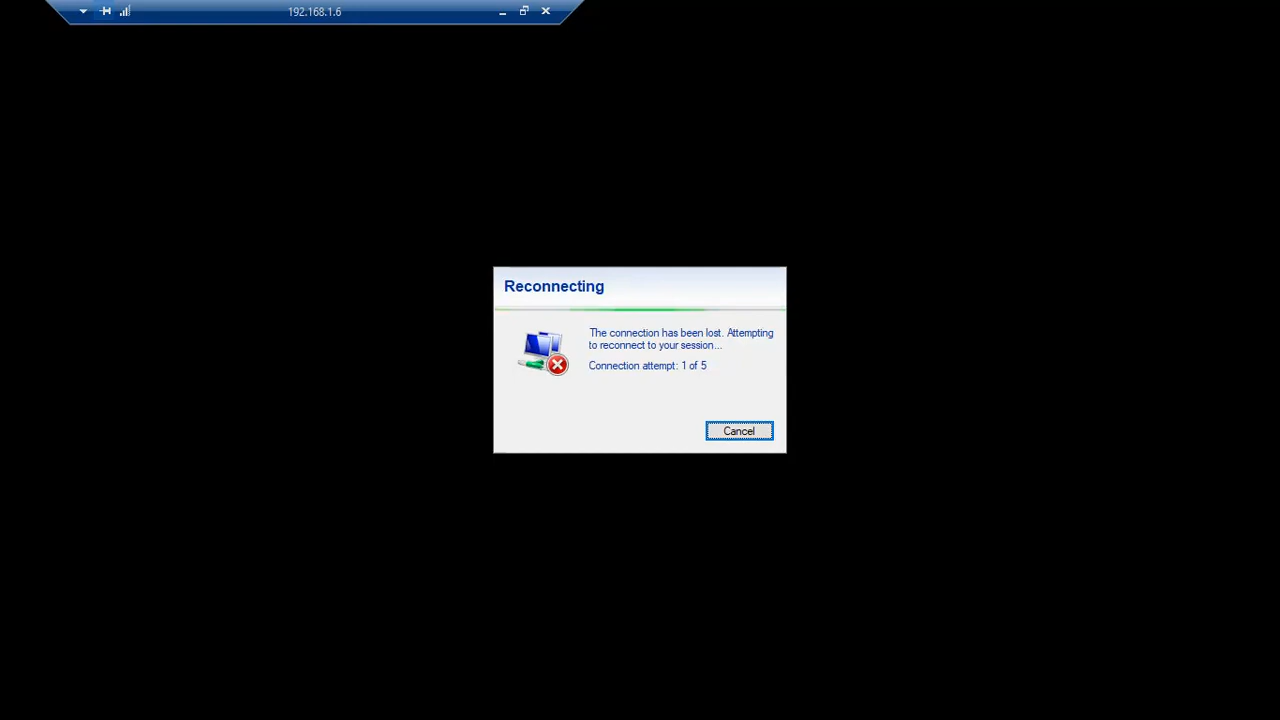 192.168.1.6
Reconnecting
The connection has been lost. Attempting
to reconnect to your session...
Connection attempt: 1 of 5
Cancel